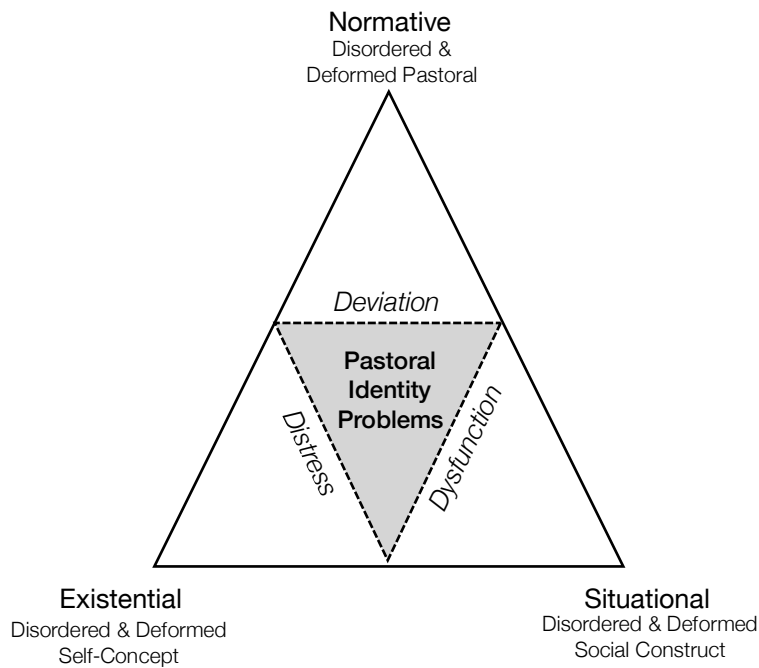 Normative
Disordered &
Deformed Pastoral
Deviation
Pastoral
Identity
Problems
Distress
Dysfunction
Existential
Disordered & Deformed
Self-Concept
Situational
Disordered & Deformed
Social Construct